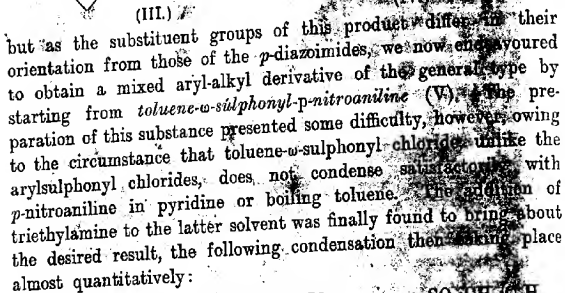 (III.)
but as the substituent groups of this product differ in their
orientation from those of the p-diazoimides, we now endeavoured
to obtain a mixed aryl-alkyl derivative of the general type by
starting from toluene-ω-sulphonyl-p-nitroaniline (V). The pre-
paration of this substance presented some difficulty, however, owing
to the circumstance that toluene-ω-sulphonyl chloride, unlike the
arylsulphonyl chlorides, does not condense satisfactorily with
p-nitroaniline in pyridine or boiling toluene. The addition of
triethylamine to the latter solvent was finally found to bring about
the desired result, the following condensation then taking place
almost quantitatively: